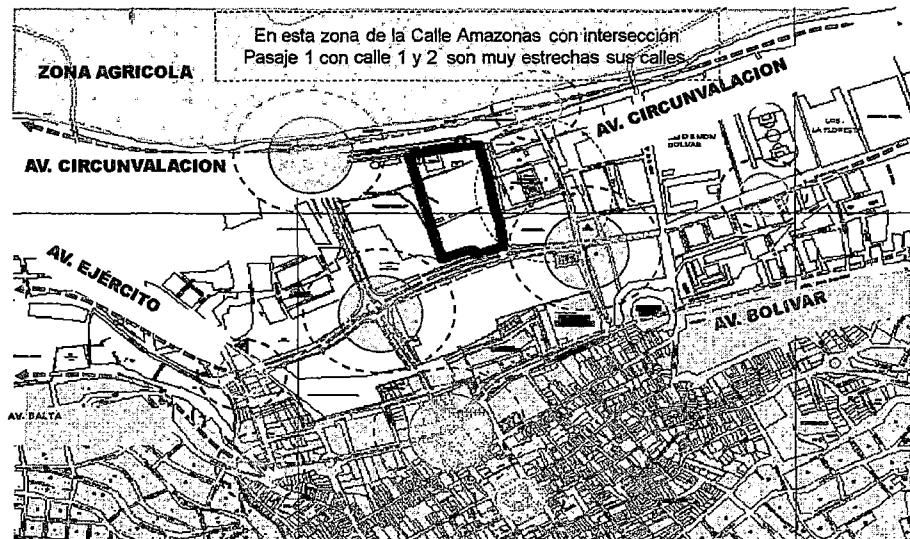 En esta zona de la Calle Amazonas con intersección
Pasaje 1 con calle 1 y 2 son muy estrechas sus calles.
ZONA AGRICOLA
AV. CIRCUNVALACION
AV. CIRCUNVALACION
AV. EJÉRCITO
AV. BOLIVAR
AV. BALTA